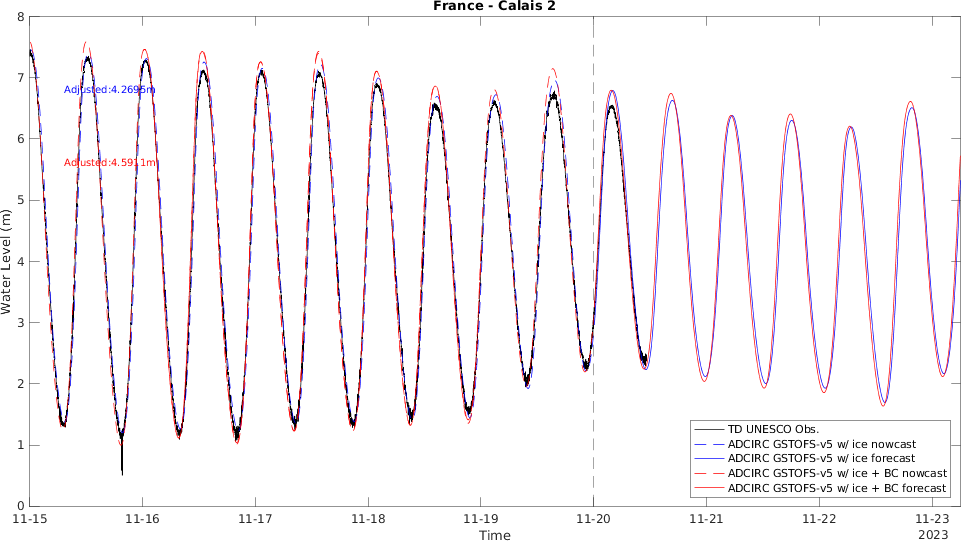 France - Calais 2
8
7
6
5
4
3
2
1
0
Water Level (m)
Adjusted:4.2695m
Adjusted:4.5911m
TD UNESCO Obs.
ADCIRC GSTOFS-v5 w/ ice nowcast
ADCIRC GSTOFS-v5 w/ ice forecast
ADCIRC GSTOFS-v5 w/ ice + BC nowcast
ADCIRC GSTOFS-v5 w/ ice + BC forecast
11-15 11-16 11-17 11-18 11-19 11-20 11-21 11-22 11-23
Time
2023